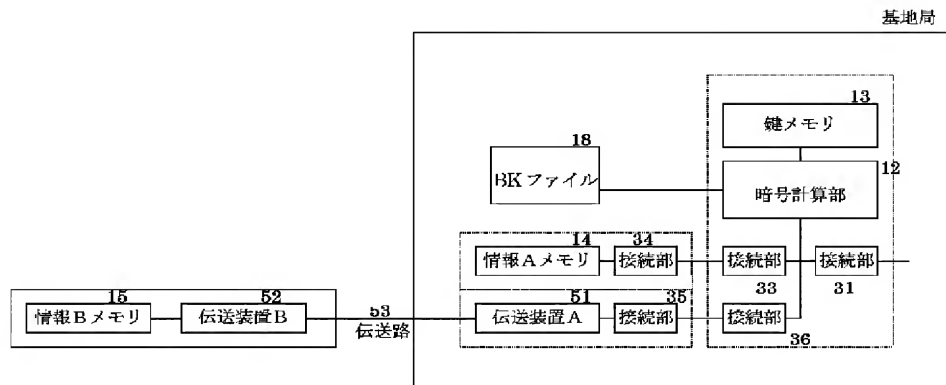 基地局
13
鍵メモリ
18
BKファイル
12
暗号計算部
14
情報Aメモリ
34
接続部
接続部
33
接続部
31
15
情報Bメモリ
52
伝送装置B
53
伝送路
51
伝送装置A
35
接続部
接続部
36